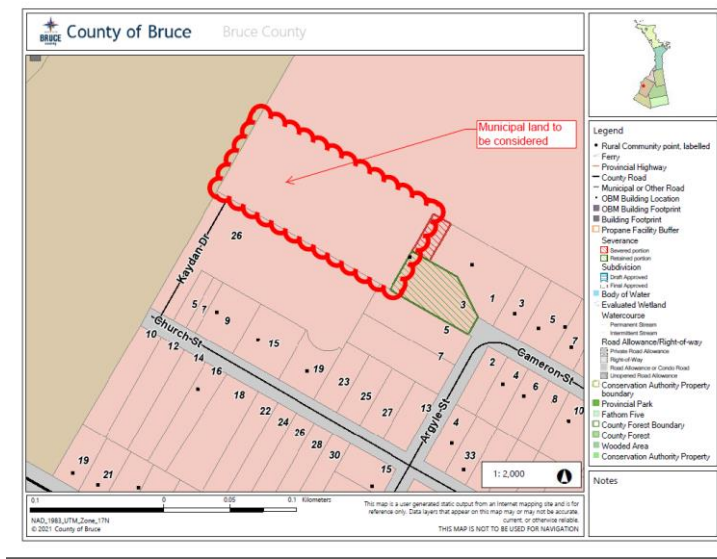 BRUCE
county
County of Bruce
Bruce County
Municipal land to
be considered
Kaydan Dr
26
5
7
9
15
Church St
10
12
14
16
18
22
24
26
28
30
19
23
25
27
13
15
19
21
3
5
7
1
3
5
7
Cameron St
2
4
6
8
10
Argyle St
4
33
1: 2,000
0.1
0
0.05
0.1
Kilometers
NAD_1983_UTM_Zone_17N
© 2021 County of Bruce
This map is a user generated static output from an Internet mapping site and is for
reference only. Data layers that appear on this map may or may not be accurate,
current, or otherwise reliable.
THIS MAP IS NOT TO BE USED FOR NAVIGATION
Legend
Rural Community point, labelled
Ferry
Provincial Highway
County Road
Municipal or Other Road
OBM Building Location
OBM Building Footprint
Building Footprint
Propane Facility Buffer
Severance
Severed portion
Retained portion
Subdivision
Draft Approved
Final Approved
Body of Water
Evaluated Wetland
Watercourse
Permanent Stream
Intermittent Stream
Road Allowance/Right-of-way
Private Road Allowance
Right-of-Way
Road Allowance or Condo Road
Unopened Road Allowance
Conservation Authority Property
boundary
Provincial Park
Fathom Five
County Forest Boundary
County Forest
Wooded Area
Conservation Authority Property
Notes